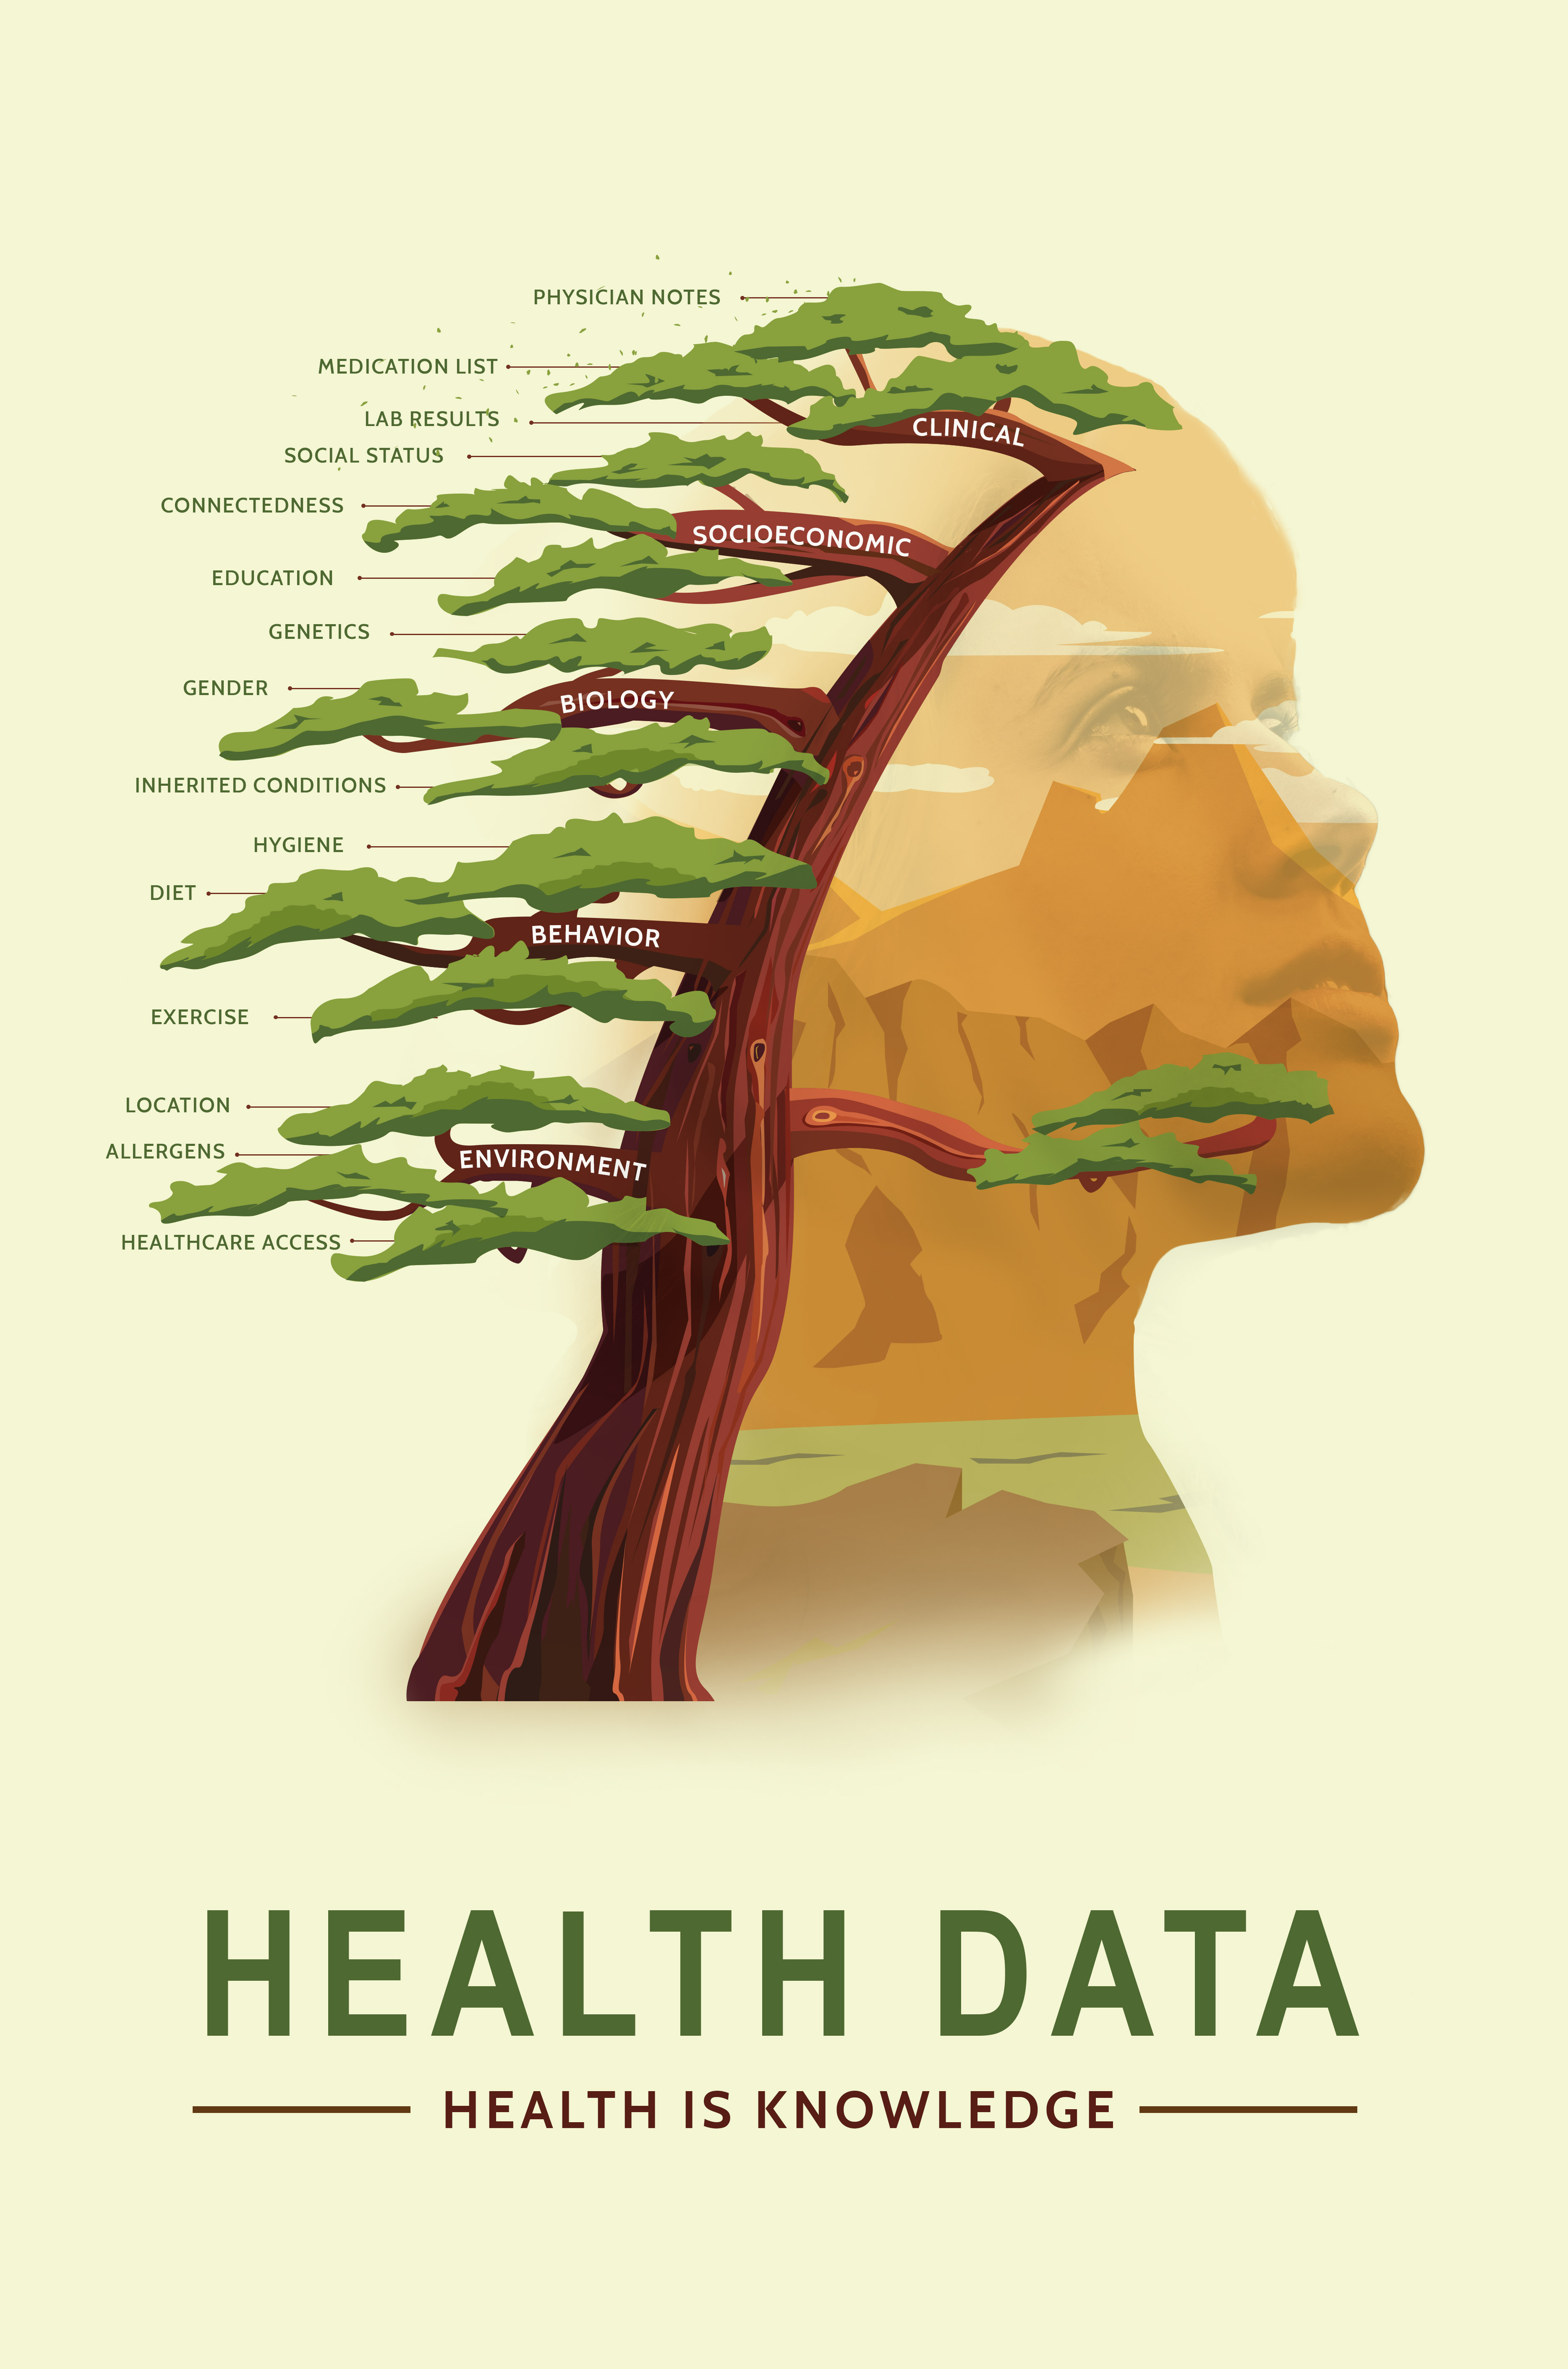 PHYSICIAN NOTES
MEDICATION LIST
LAB RESULTS
CLINICAL
SOCIAL STATUS
CONNECTEDNESS
SOCIOECONOMIC
EDUCATION
GENETICS
GENDER
BIOLOGY
INHERITED CONDITIONS
HYGIENE
DIET
BEHAVIOR
EXERCISE
LOCATION
ALLERGENS
ENVIRONMENT
HEALTHCARE ACCESS
HEALTH DATA
HEALTH IS KNOWLEDGE